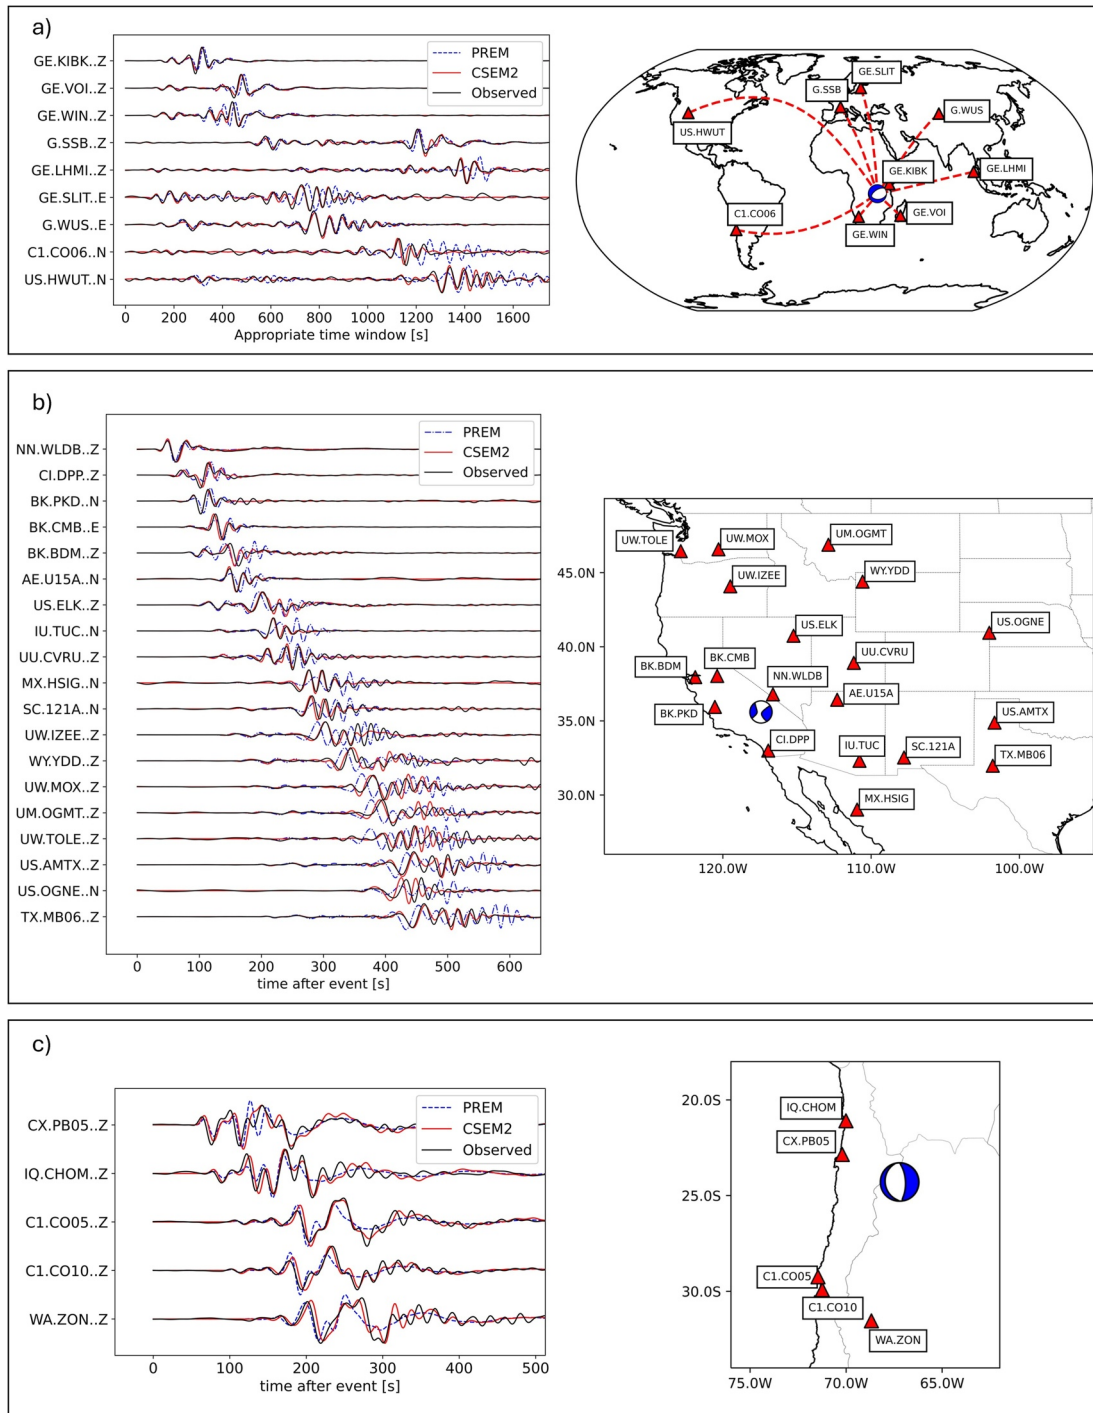 a)
GE.KIBK..Z
GE.VOI..Z
GE.WIN..Z
G.SSB..Z
GE.LHMI..Z
GE.SLIT..E
G.WUS..E
C1.CO06..N
US.HWUT..N
PREM
CSEM2
Observed
0 200 400 600 800 1000 1200 1400 1600
Appropriate time window [s]
GE.SLIT
G.SSB
G.WUS
US.HWUT
GE.KIBK
GE.LHMI
C1.CO06
GE.VOI
GE.WIN
b)
NN.WLDB..Z
CI.DPP..Z
BK.PKD..N
BK.CMB..E
BK.BDM..Z
AE.U15A..N
US.ELK..Z
IU.TUC..N
UU.CVRU..Z
MX.HSIG..N
SC.121A..N
UW.IZEE..Z
WY.YDD..Z
UW.MOX..Z
UM.OGMT..Z
UW.TOLE..Z
US.AMTX..Z
US.OGNE..N
TX.MB06..Z
PREM
CSEM2
Observed
0 100 200 300 400 500 600
time after event [s]
UW.TOLE
UW.MOX
UM.OGMT
UW.IZEE
WY.YDD
US.ELK
US.OGNE
BK.BDM
BK.CMB
UU.CVRU
NN.WLDB
BK.PKD
AE.U15A
US.AMTX
CI.DPP
IU.TUC
SC.121A
TX.MB06
MX.HSIG
45.0N
40.0N
35.0N
30.0N
120.0W 110.0W 100.0W
c)
CX.PB05..Z
IQ.CHOM..Z
C1.CO05..Z
C1.CO10..Z
WA.ZON..Z
PREM
CSEM2
Observed
0 100 200 300 400 500
time after event [s]
IQ.CHOM
CX.PB05
C1.CO05
C1.CO10
WA.ZON
20.0S
25.0S
30.0S
75.0W 70.0W 65.0W